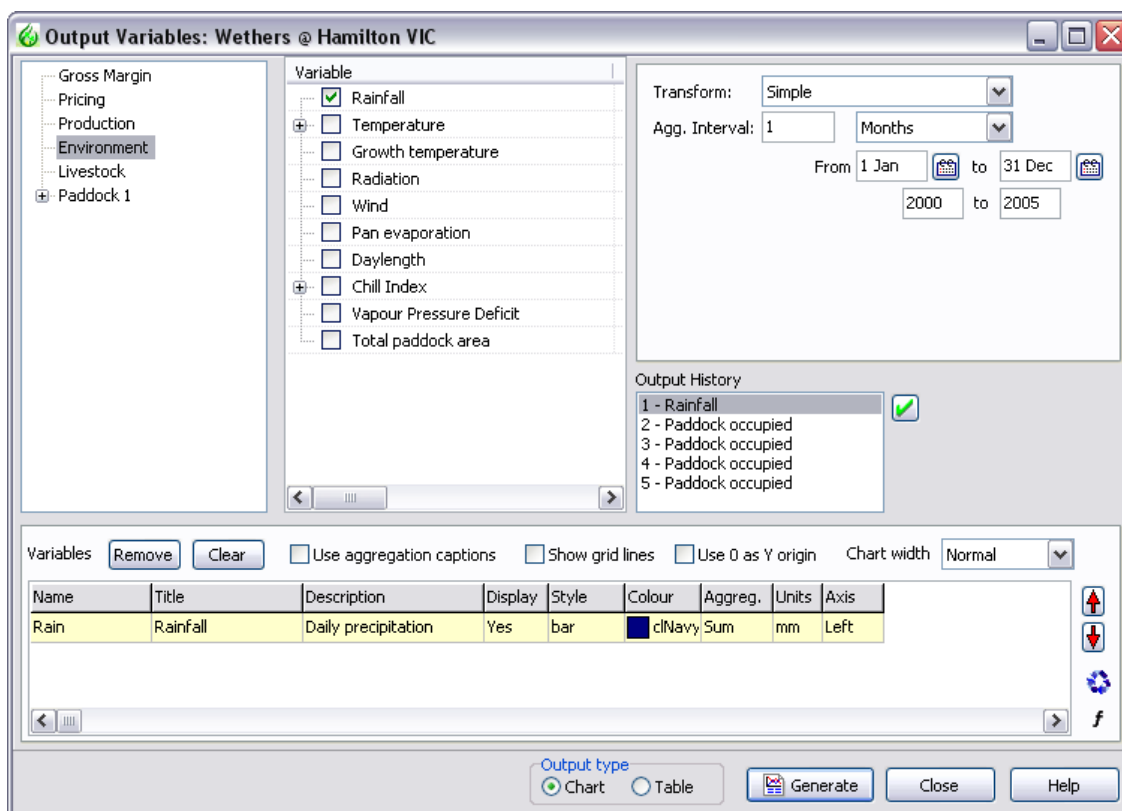 Output Variables: Wethers @ Hamilton VIC
Gross Margin
Pricing
Production
Environment
Livestock
Paddock 1
Variable
Rainfall
Temperature
Growth temperature
Radiation
Wind
Pan evaporation
Daylength
Chill Index
Vapour Pressure Deficit
Total paddock area
Transform: Simple
Agg. Interval: 1 Months
From 1 Jan to 31 Dec
2000 to 2005
Output History
1 - Rainfall
2 - Paddock occupied
3 - Paddock occupied
4 - Paddock occupied
5 - Paddock occupied
Variables Remove Clear Use aggregation captions Show grid lines Use 0 as Y origin Chart width Normal
Name Title Description Display Style Colour Aggreg. Units Axis
Rain Rainfall Daily precipitation Yes bar clNavy Sum mm Left
f
Output type
Chart Table Generate Close Help